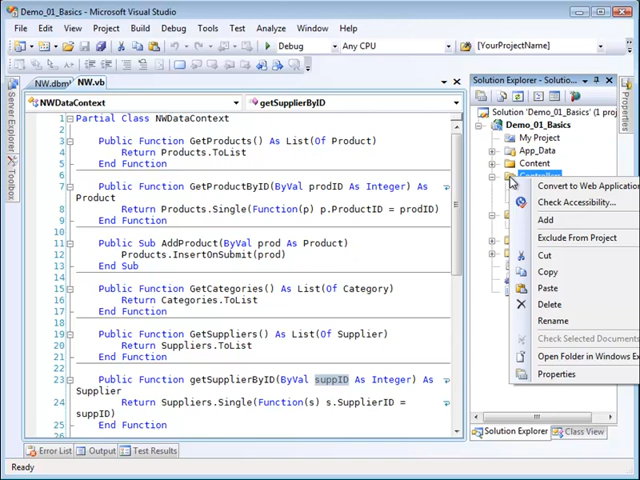 Demo_01_Basics - Microsoft Visual Studio
File Edit View Project Build Debug Tools Test Analyze Window Help
Debug Any CPU [YourProjectName]
NW.dbm NW.vb
NWDataContext getSupplierByID
1 Partial Class NWDataContext
2
3 Public Function GetProducts() As List(Of Product)
4 Return Products.ToList
5 End Function
6
7 Public Function GetProductByID(ByVal prodID As Integer) As
Product
8 Return Products.Single(Function(p) p.ProductID = prodID)
9 End Function
10
11 Public Sub AddProduct(ByVal prod As Product)
12 Products.InsertOnSubmit(prod)
13 End Sub
14
15 Public Function GetCategories() As List(Of Category)
16 Return Categories.ToList
17 End Function
18
19 Public Function GetSuppliers() As List(Of Supplier)
20 Return Suppliers.ToList
21 End Function
22
23 Public Function getSupplierByID(ByVal suppID As Integer) As
Supplier
24 Return Suppliers.Single(Function(s) s.SupplierID =
suppID)
25 End Function
26
Server Explorer
Toolbox
Solution Explorer - Solutio...
Solution 'Demo_01_Basics' (1 proj
Demo_01_Basics
My Project
App_Data
Content
Convert to Web Application
Check Accessibility...
Add
Exclude From Project
Cut
Copy
Paste
Delete
Rename
Check Selected Documents
Open Folder in Windows Ex
Properties
Solution Explorer Class View
Properties
Error List Output Test Results
Ready